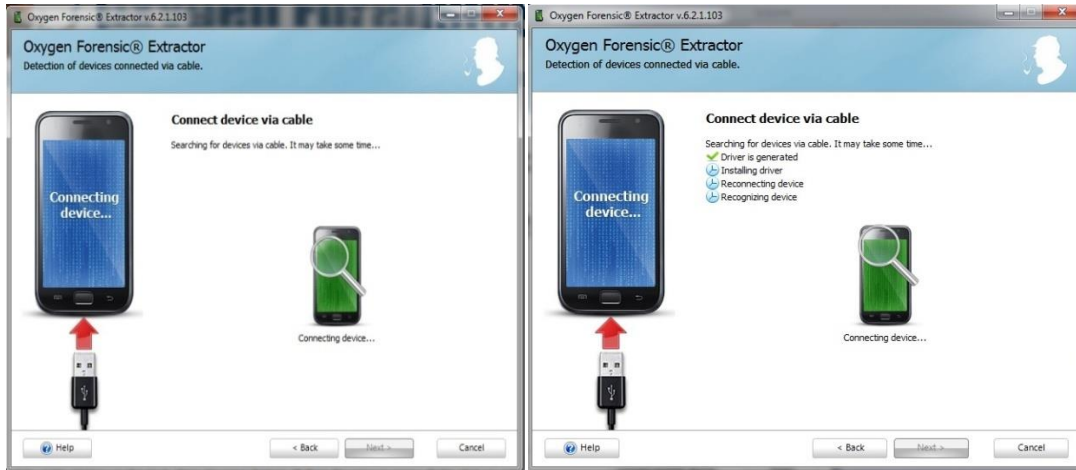 Oxygen Forensic® Extractor v.6.2.1.103
Oxygen Forensic® Extractor
Detection of devices connected via cable.
Connecting
device...
Connect device via cable
Searching for devices via cable. It may take some time...
Connecting device...
Help
< Back
Next >
Cancel
Oxygen Forensic® Extractor v.6.2.1.103
Oxygen Forensic® Extractor
Detection of devices connected via cable.
Connecting
device...
Connect device via cable
Searching for devices via cable. It may take some time...
Driver is generated
Installing driver
Reconnecting device
Recognizing device
Connecting device...
Help
< Back
Next >
Cancel